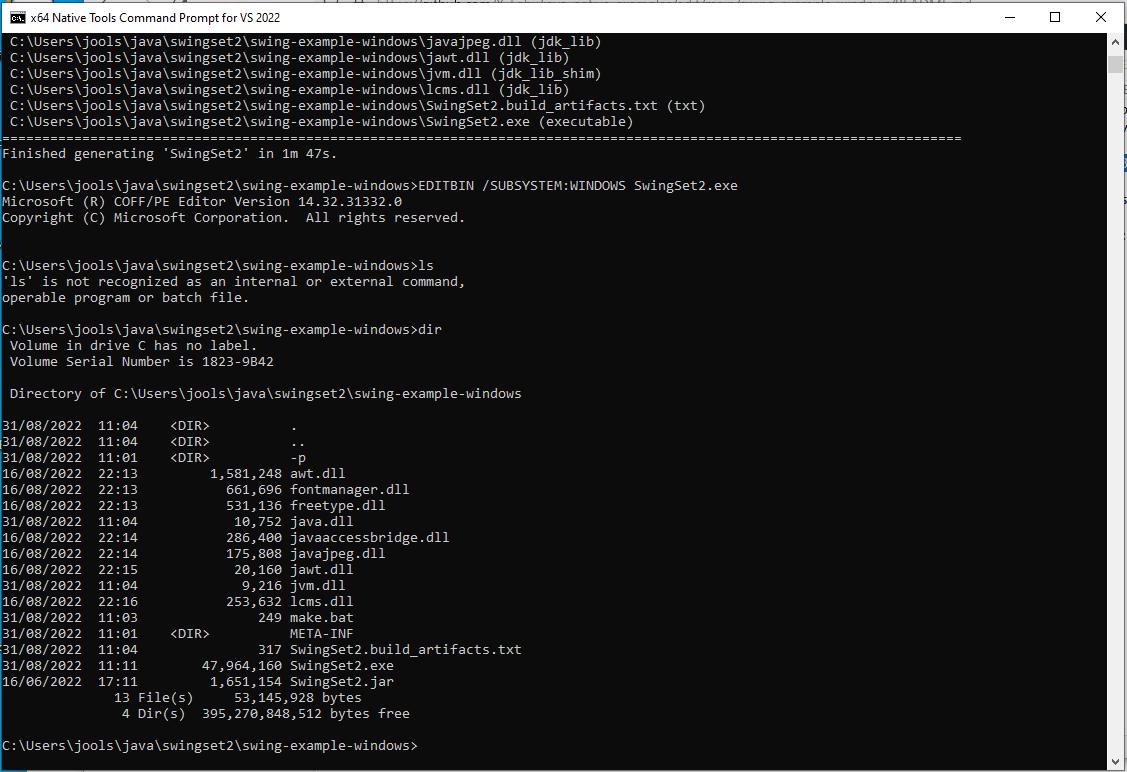 x64 Native Tools Command Prompt for VS 2022
C:\Users\jools\java\swingset2\swing-example-windows\javajpeg.dll (jdk_lib)
C:\Users\jools\java\swingset2\swing-example-windows\jawt.dll (jdk_lib)
C:\Users\jools\java\swingset2\swing-example-windows\jvm.dll (jdk_lib_shim)
C:\Users\jools\java\swingset2\swing-example-windows\lcms.dll (jdk_lib)
C:\Users\jools\java\swingset2\swing-example-windows\SwingSet2.build_artifacts.txt (txt)
C:\Users\jools\java\swingset2\swing-example-windows\SwingSet2.exe (executable)
========================================================================================================================
Finished generating 'SwingSet2' in 1m 47s.
C:\Users\jools\java\swingset2\swing-example-windows>EDITBIN /SUBSYSTEM:WINDOWS SwingSet2.exe
Microsoft (R) COFF/PE Editor Version 14.32.31332.0
Copyright (C) Microsoft Corporation.  All rights reserved.
C:\Users\jools\java\swingset2\swing-example-windows>ls
'ls' is not recognized as an internal or external command,
operable program or batch file.
C:\Users\jools\java\swingset2\swing-example-windows>dir
Volume in drive C has no label.
Volume Serial Number is 1823-9B42
Directory of C:\Users\jools\java\swingset2\swing-example-windows
31/08/2022  11:04    <DIR>          .
31/08/2022  11:04    <DIR>          ..
31/08/2022  11:01    <DIR>          -p
16/08/2022  22:13         1,581,248 awt.dll
16/08/2022  22:13           661,696 fontmanager.dll
16/08/2022  22:13           531,136 freetype.dll
31/08/2022  11:04            10,752 java.dll
16/08/2022  22:14           286,400 javaaccessbridge.dll
16/08/2022  22:14           175,808 javajpeg.dll
16/08/2022  22:15            20,160 jawt.dll
31/08/2022  11:04             9,216 jvm.dll
16/08/2022  22:16           253,632 lcms.dll
31/08/2022  11:03               249 make.bat
31/08/2022  11:01    <DIR>          META-INF
31/08/2022  11:04               317 SwingSet2.build_artifacts.txt
31/08/2022  11:11        47,964,160 SwingSet2.exe
16/06/2022  17:11         1,651,154 SwingSet2.jar
13 File(s)     53,145,928 bytes
4 Dir(s)  395,270,848,512 bytes free
C:\Users\jools\java\swingset2\swing-example-windows>